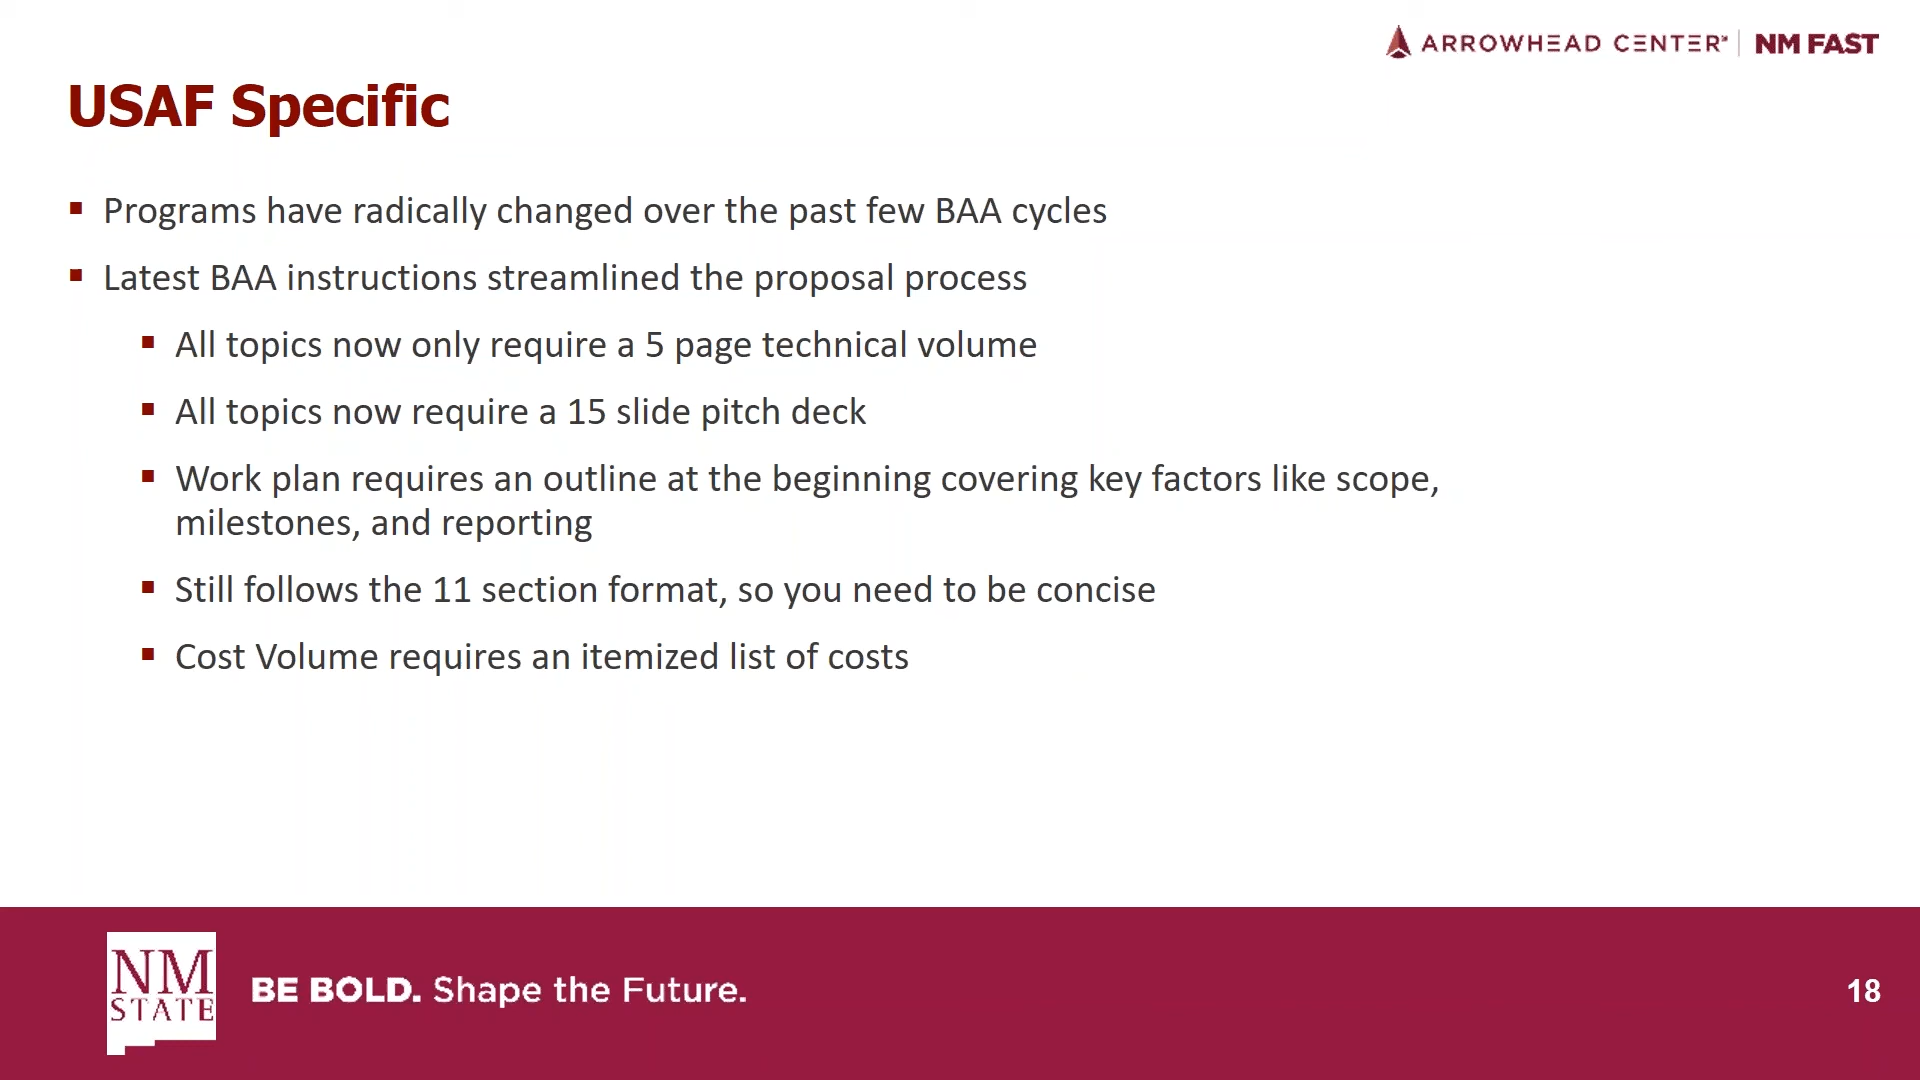 ARROWHEAD CENTER | NM FAST
USAF Specific
▪ Programs have radically changed over the past few BAA cycles
▪ Latest BAA instructions streamlined the proposal process
▪ All topics now only require a 5 page technical volume
▪ All topics now require a 15 slide pitch deck
▪ Work plan requires an outline at the beginning covering key factors like scope,
milestones, and reporting
▪ Still follows the 11 section format, so you need to be concise
▪ Cost Volume requires an itemized list of costs
NM
STATE
BE BOLD. Shape the Future.
18